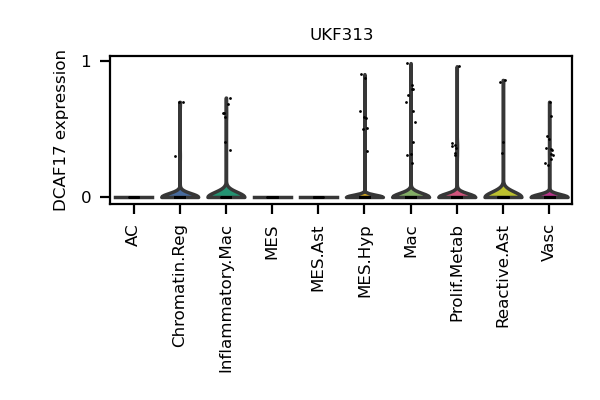 UKF313
DCAF17 expression
1
0
AC
Chromatin.Reg
Inflammatory.Mac
MES
MES.Ast
MES.Hyp
Mac
Prolif.Metab
Reactive.Ast
Vasc